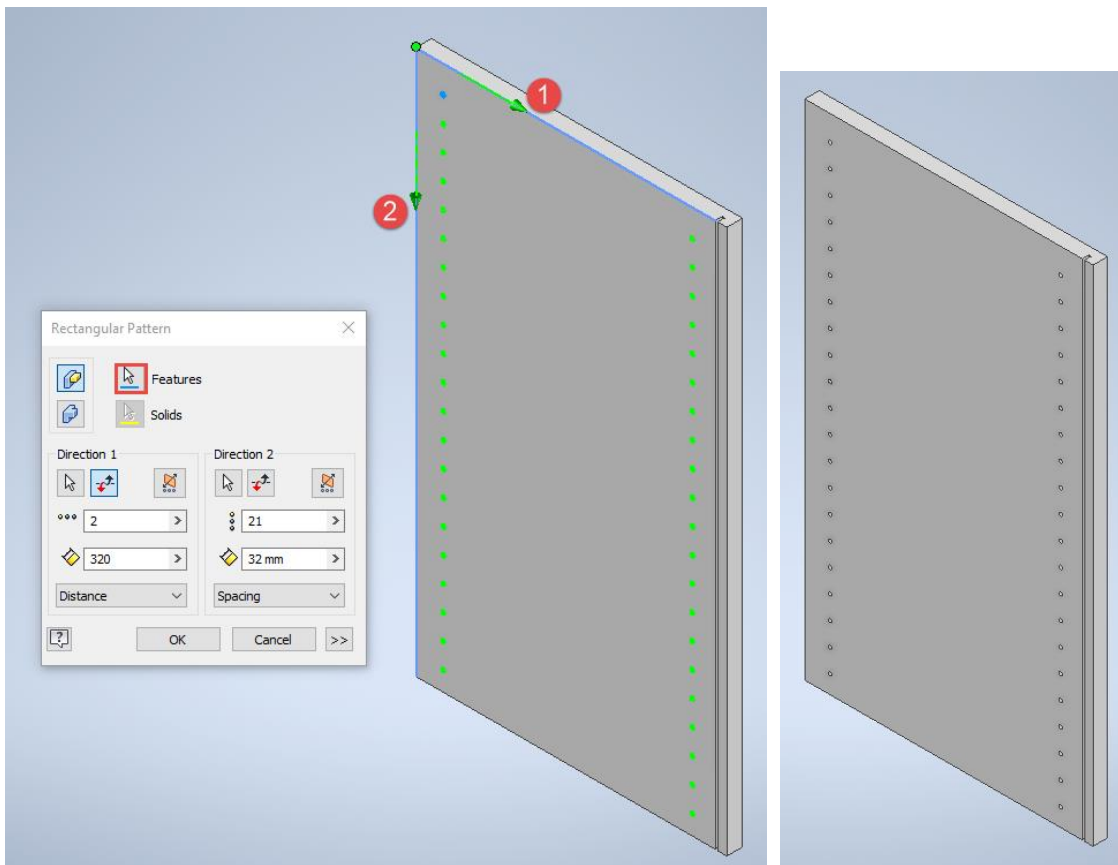 1
2
Rectangular Pattern
Features
Solids
Direction 1
Direction 2
2
21
320
32 mm
Distance
Spacing
?
OK
Cancel
>>